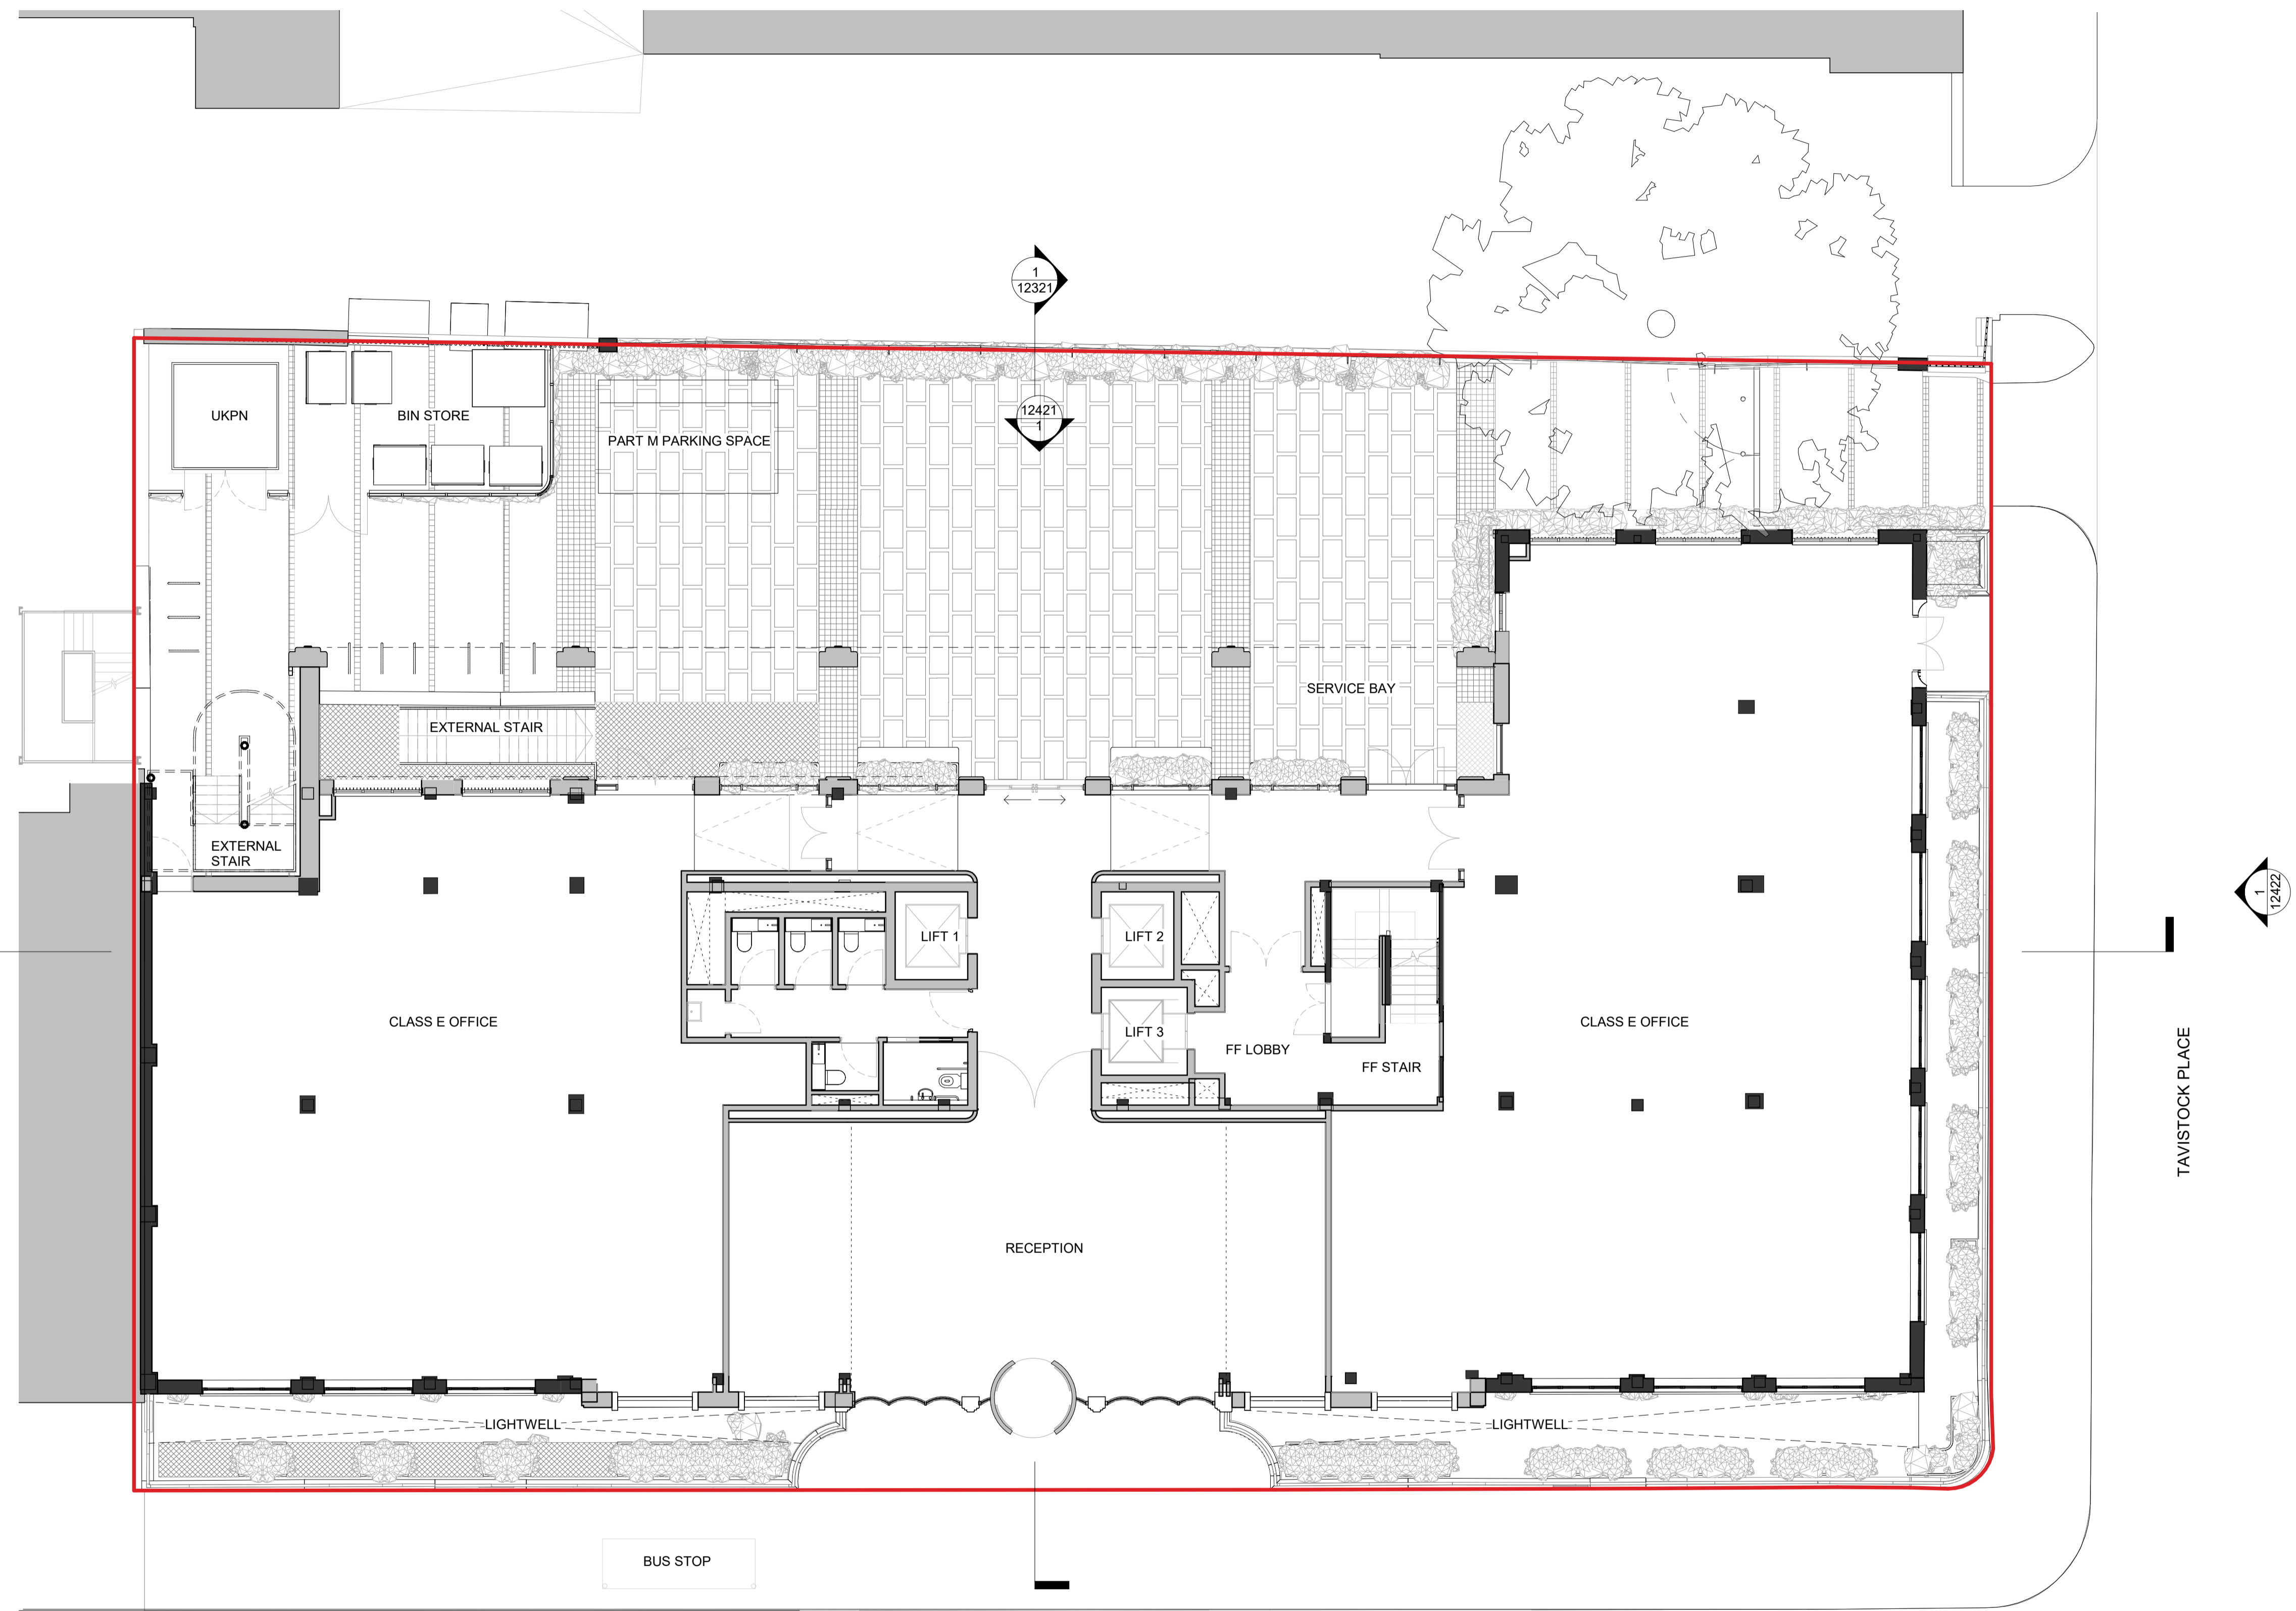 1
12321
12421
1
UKPN
BIN STORE
PART M PARKING SPACE
SERVICE BAY
EXTERNAL STAIR
EXTERNAL
STAIR
1
12422
LIFT 1
LIFT 2
LIFT 3
CLASS E OFFICE
CLASS E OFFICE
FF LOBBY
FF STAIR
TAVISTOCK PLACE
RECEPTION
LIGHTWELL
LIGHTWELL
BUS STOP